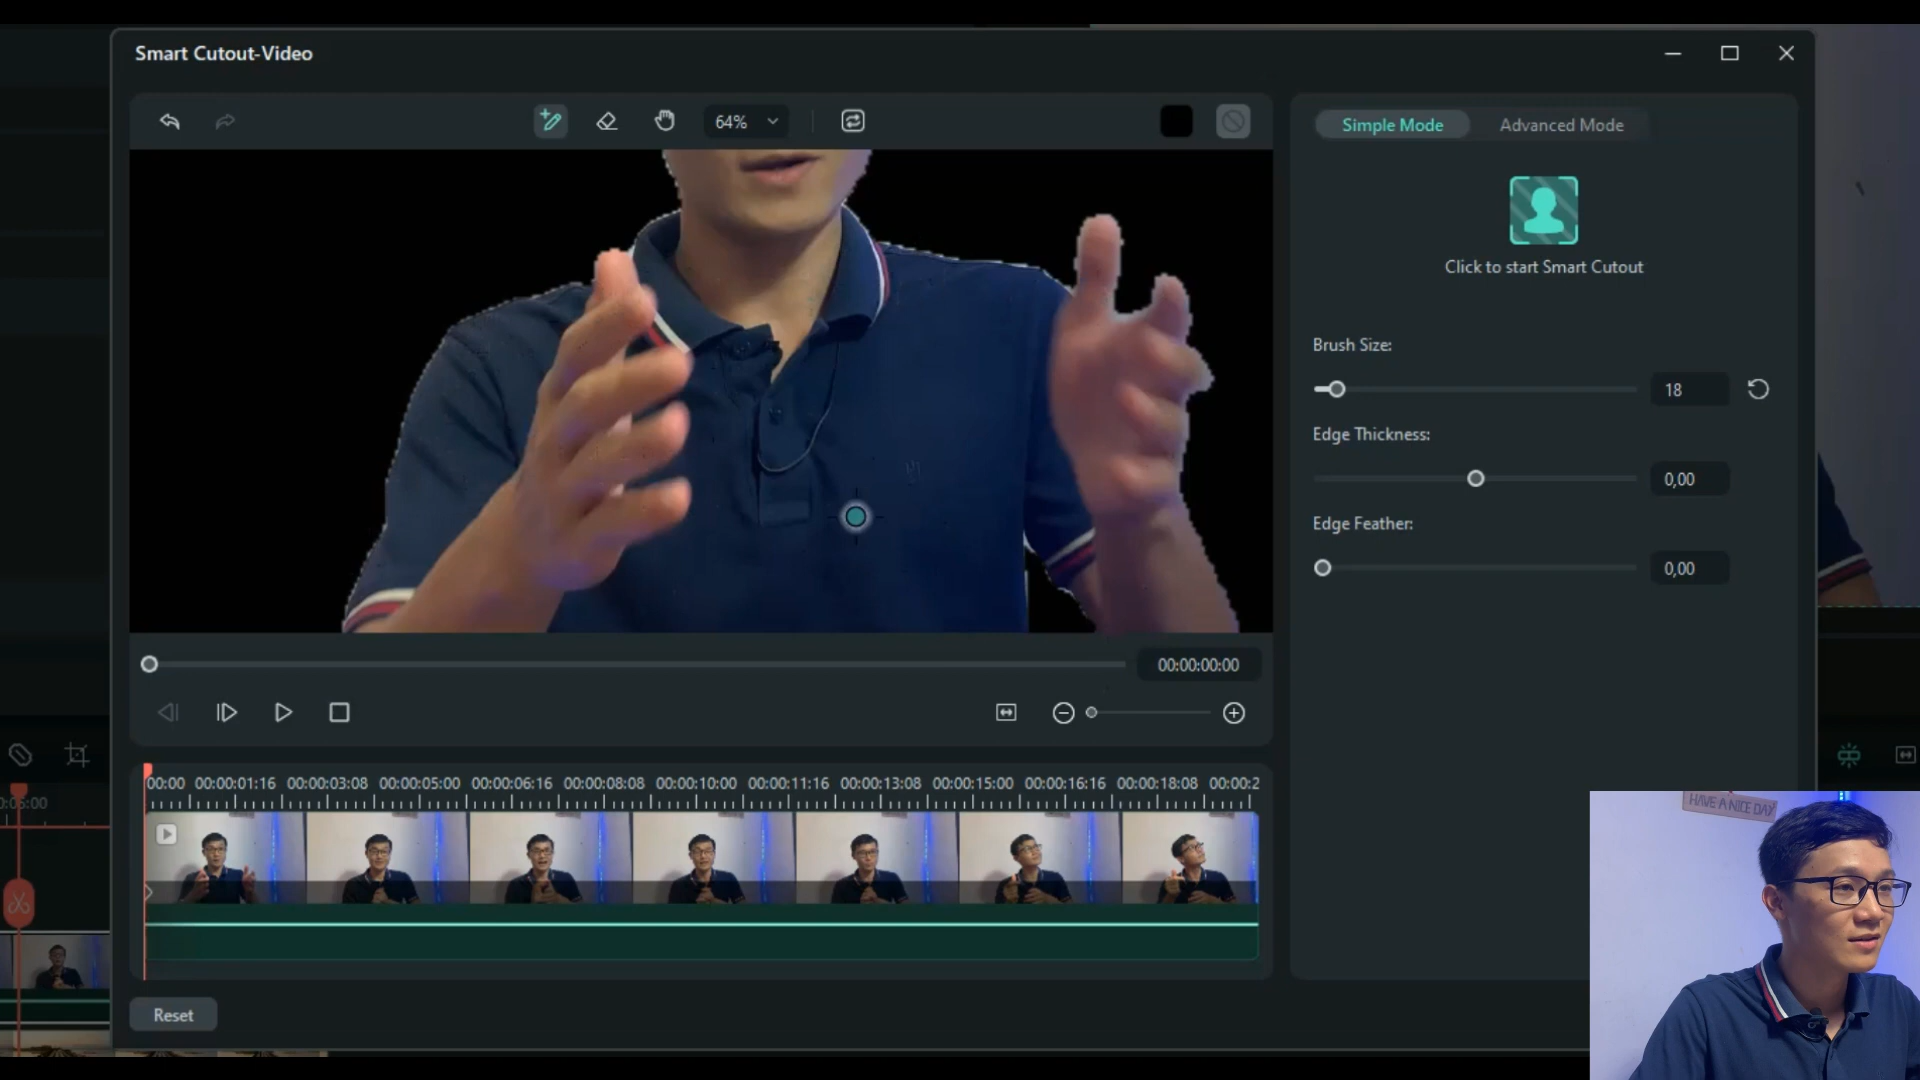 Smart Cutout-Video
64%
Simple Mode
Advanced Mode
Click to start Smart Cutout
Brush Size:
18
Edge Thickness:
0,00
Edge Feather:
0,00
00:00:00:00
00:00 00:00:01:16 00:00:03:08 00:00:05:00 00:00:06:16 00:00:08:08 00:00:10:00 00:00:11:16 00:00:13:08 00:00:15:00 00:00:16:16 00:00:18:08 00:00:2
HAVE A NICE DAY
Reset